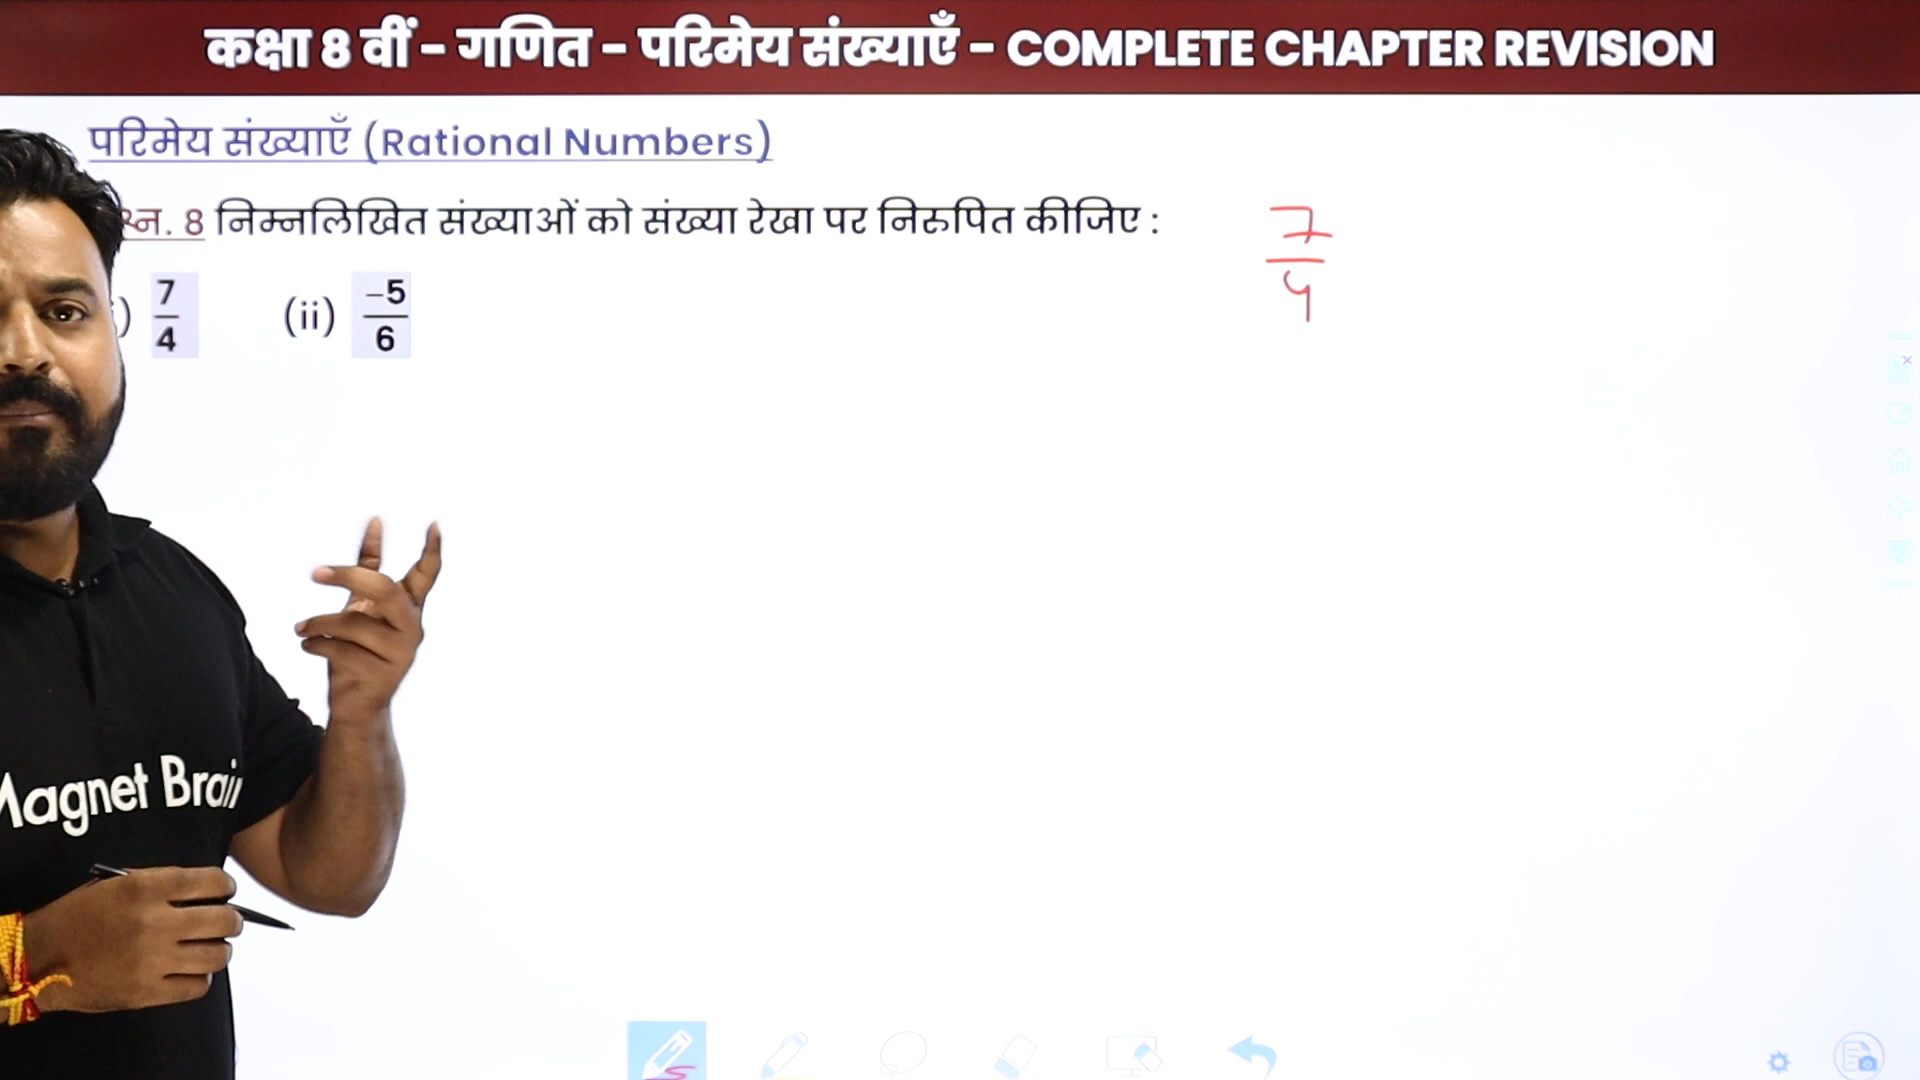 कक्षा 8 वीं - गणित - परिमेय संख्याएँ - COMPLETE CHAPTER REVISION
परिमेय संख्याएँ (Rational Numbers)
8 निम्नलिखित संख्याओं को संख्या रेखा पर निरुपित कीजिए :
7/4
7/4 (ii) -5/6
Magnet Brai